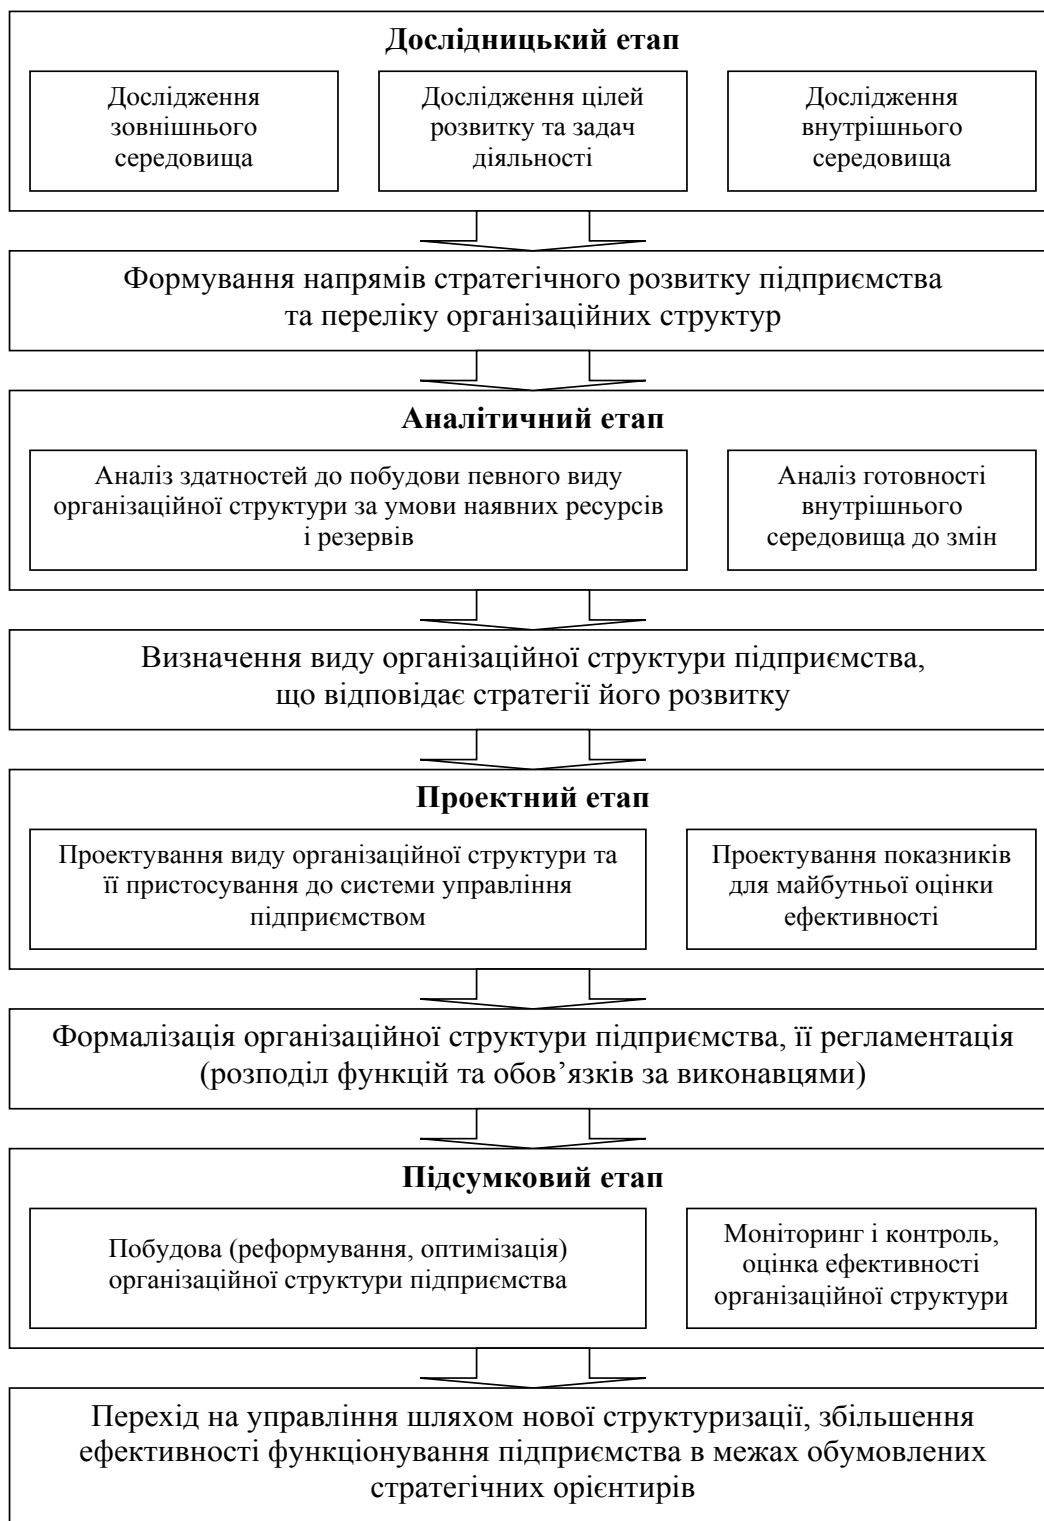 Дослідницький етап
Дослідження
зовнішнього
середовища
Дослідження цілей
розвитку та задач
діяльності
Дослідження
внутрішнього
середовища
Формування напрямів стратегічного розвитку підприємства
та переліку організаційних структур
Аналітичний етап
Аналіз здатностей до побудови певного виду
організаційної структури за умови наявних ресурсів
і резервів
Аналіз готовності
внутрішнього
середовища до змін
Визначення виду організаційної структури підприємства,
що відповідає стратегії його розвитку
Проектний етап
Проектування виду організаційної структури та
її пристосування до системи управління
підприємством
Проектування показників
для майбутньої оцінки
ефективності
Формалізація організаційної структури підприємства, її регламентація
(розподіл функцій та обов’язків за виконавцями)
Підсумковий етап
Побудова (реформування, оптимізація)
організаційної структури підприємства
Моніторинг і контроль,
оцінка ефективності
організаційної структури
Перехід на управління шляхом нової структуризації, збільшення
ефективності функціонування підприємства в межах обумовлених
стратегічних орієнтирів